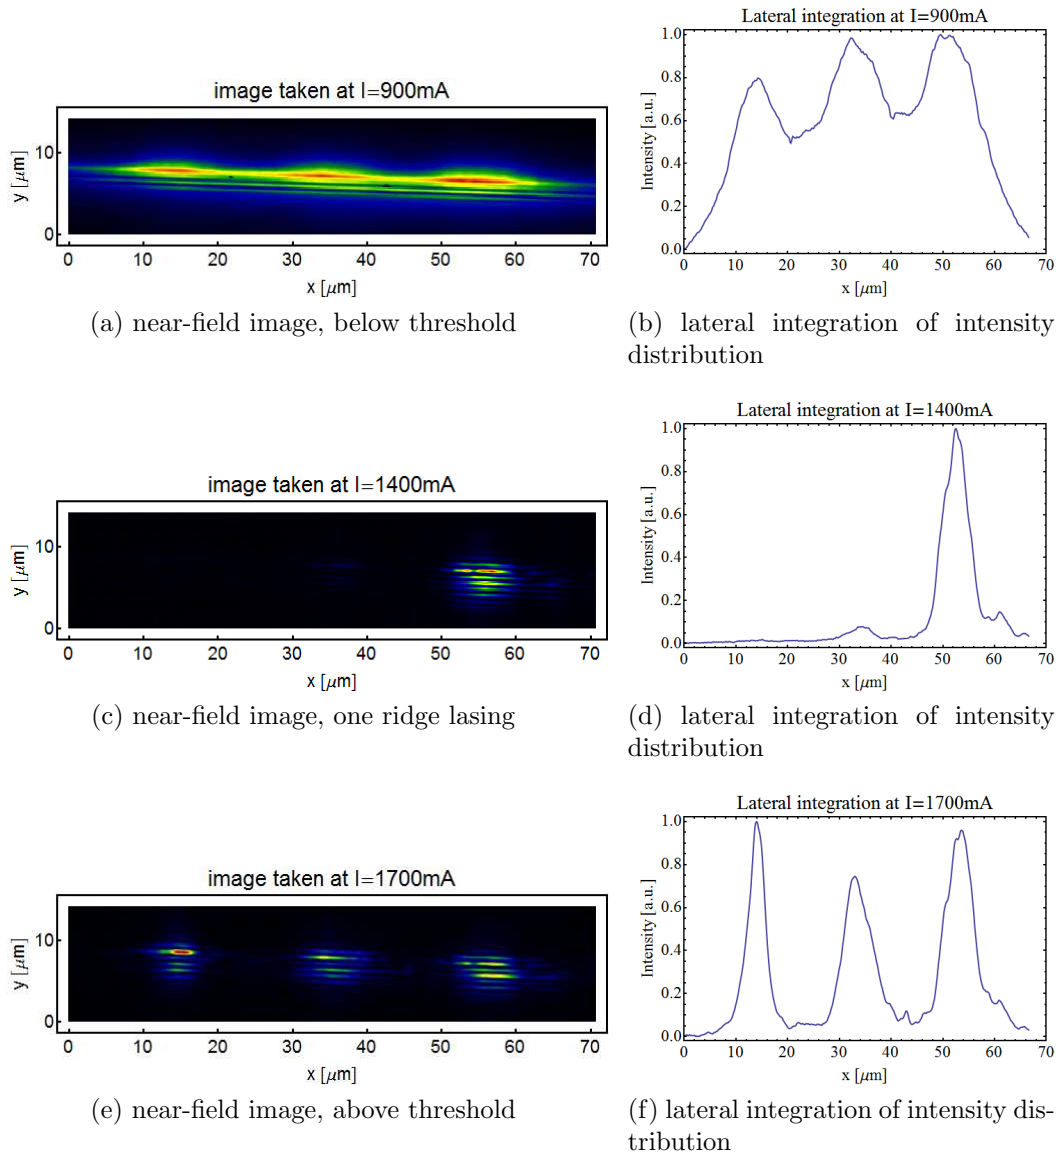 image taken at I=900mA
y [μm]
10
0
0 10 20 30 40 50 60 70
x [μm]
(a) near-field image, below threshold
Lateral integration at I=900mA
Intensity [a.u.]
1.0
0.8
0.6
0.4
0.2
0.0
0 10 20 30 40 50 60 70
x [μm]
(b) lateral integration of intensity
distribution
image taken at I=1400mA
y [μm]
10
0
0 10 20 30 40 50 60 70
x [μm]
(c) near-field image, one ridge lasing
Lateral integration at I=1400mA
Intensity [a.u.]
1.0
0.8
0.6
0.4
0.2
0.0
0 10 20 30 40 50 60 70
x [μm]
(d) lateral integration of intensity
distribution
image taken at I=1700mA
y [μm]
10
0
0 10 20 30 40 50 60 70
x [μm]
(e) near-field image, above threshold
Lateral integration at I=1700mA
Intensity [a.u.]
1.0
0.8
0.6
0.4
0.2
0.0
0 10 20 30 40 50 60 70
x [μm]
(f) lateral integration of intensity dis-
tribution